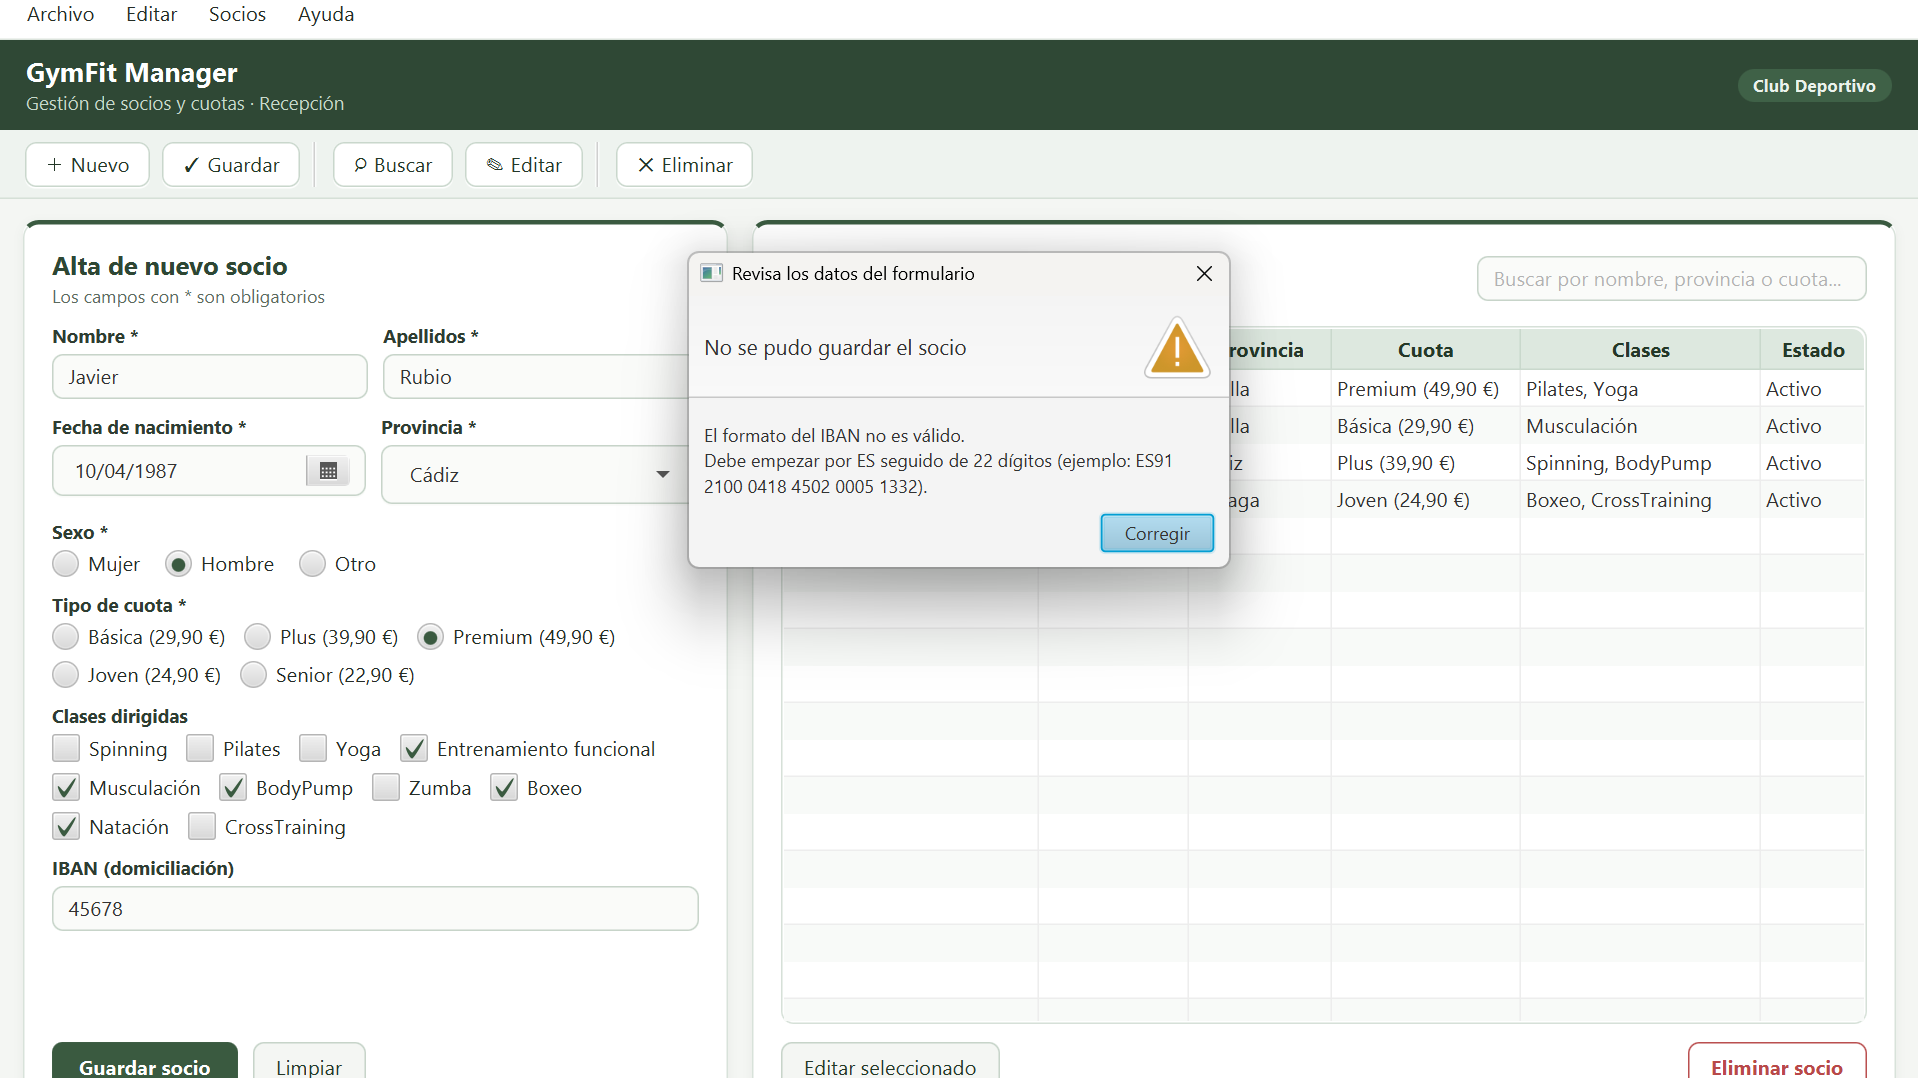 Archivo Editar Socios Ayuda
GymFit Manager
Gestión de socios y cuotas · Recepción
Club Deportivo
+ Nuevo ✓ Guardar Buscar Editar ✕ Eliminar
Alta de nuevo socio
Los campos con * son obligatorios
Nombre * Apellidos *
Javier Rubio
Fecha de nacimiento * Provincia *
10/04/1987 Cádiz
Sexo *
Mujer Hombre Otro
Tipo de cuota *
Básica (29,90 €) Plus (39,90 €) Premium (49,90 €)
Joven (24,90 €) Senior (22,90 €)
Clases dirigidas
Spinning Pilates Yoga Entrenamiento funcional
Musculación BodyPump Zumba Boxeo
Natación CrossTraining
IBAN (domiciliación)
45678
Guardar socio Limpiar
Revisa los datos del formulario
No se pudo guardar el socio
El formato del IBAN no es válido.
Debe empezar por ES seguido de 22 dígitos (ejemplo: ES91
2100 0418 4502 0005 1332).
Corregir
Buscar por nombre, provincia o cuota...
rovincia Cuota Clases Estado
lla Premium (49,90 €) Pilates, Yoga Activo
lla Básica (29,90 €) Musculación Activo
iz Plus (39,90 €) Spinning, BodyPump Activo
aga Joven (24,90 €) Boxeo, CrossTraining Activo
Editar seleccionado Eliminar socio